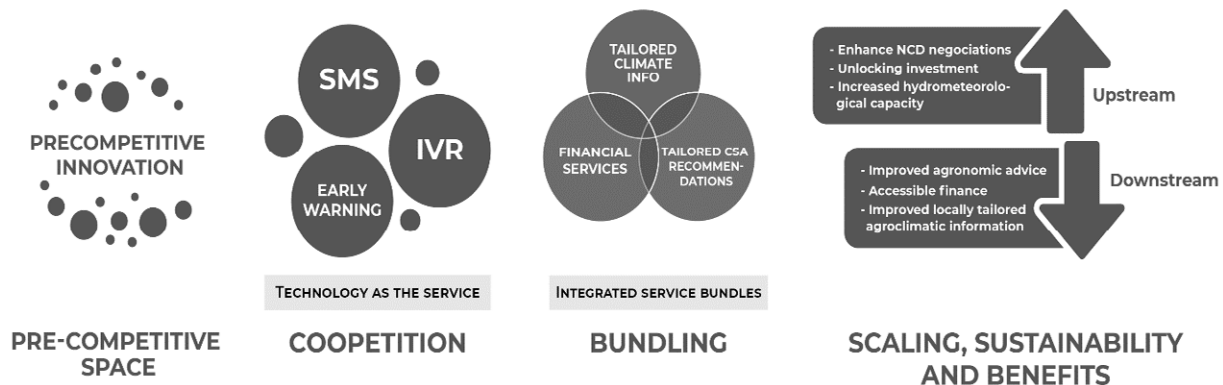 PRECOMPETITIVE
INNOVATION
PRE-COMPETITIVE
SPACE
SMS
IVR
EARLY
WARNING
TECHNOLOGY AS THE SERVICE
COOPETITION
TAILORED
CLIMATE
INFO
FINANCIAL
SERVICES
TAILORED CSA
RECOMMEN-
DATIONS
INTEGRATED SERVICE BUNDLES
BUNDLING
- Enhance NCD negociations
- Unlocking investment
- Increased hydrometeorolo-
gical capacity
Upstream
- Improved agronomic advice
- Accessible finance
- Improved locally tailored
agroclimatic information
Downstream
SCALING, SUSTAINABILITY
AND BENEFITS